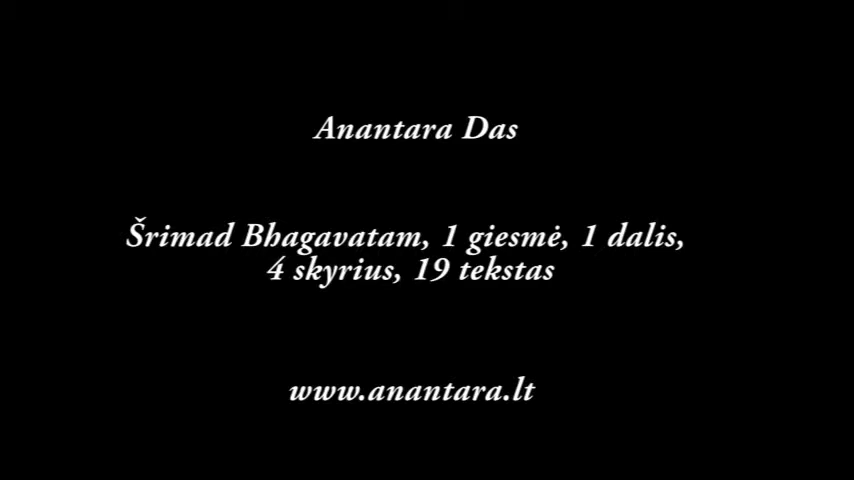 Anantara Das
Šrimad Bhagavatam, 1 giesmė, 1 dalis,
4 skyrius, 19 tekstas
www.anantara.lt